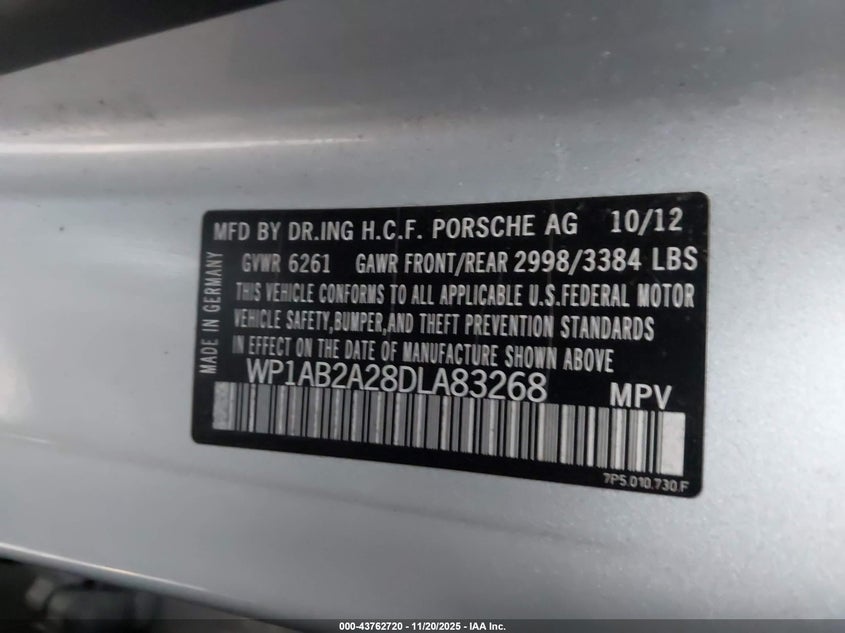 MFD BY DR.ING H.C.F. PORSCHE AG 10/12
GVWR 6261 GAWR FRONT/REAR 2998/3384 LBS
THIS VEHICLE CONFORMS TO ALL APPLICABLE U.S.FEDERAL MOTOR
VEHICLE SAFETY,BUMPER,AND THEFT PREVENTION STANDARDS
IN EFFECT ON THE DATE OF MANUFACTURE SHOWN ABOVE
MADE IN GERMANY
WP1AB2A28DLA83268 MPV
7P5.010.730.F
000-43762720 - 11/20/2025 - IAA Inc.